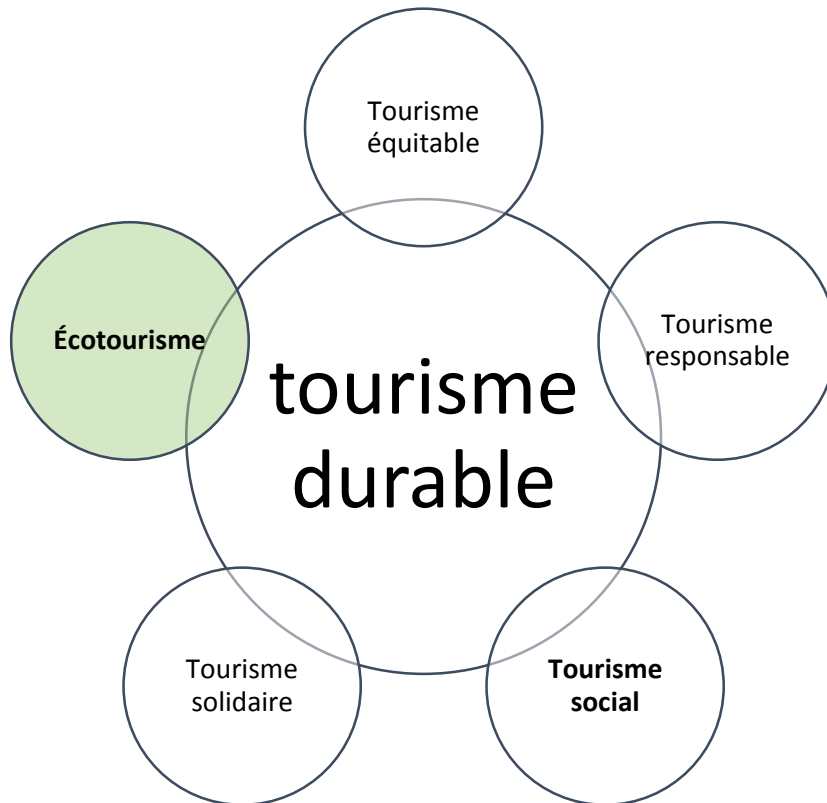 Tourisme
équitable
Écotourisme
Tourisme
responsable
tourisme
durable
Tourisme
solidaire
Tourisme
social